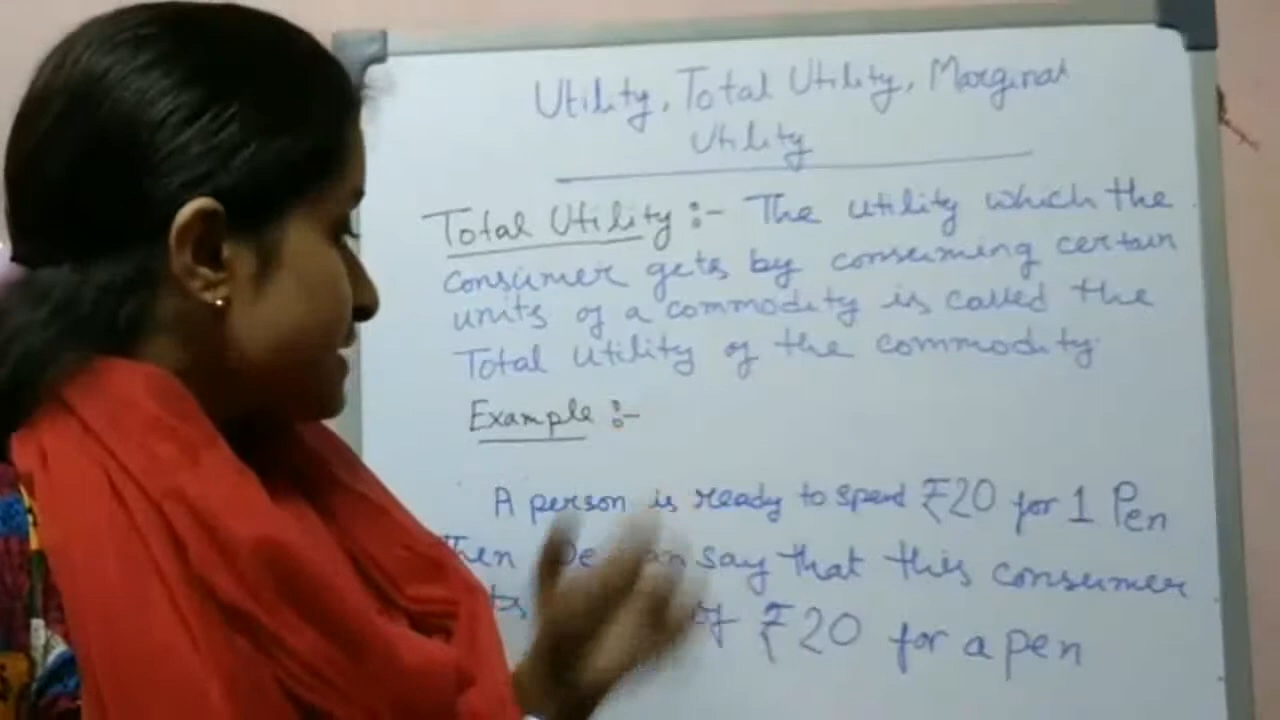 Utility, Total Utility, Marginal
Utility
Total Utility :- The utility which the
consumer gets by consuming certain
units of a commodity is called the
Total Utility of the commodity.
Example :-
A person is ready to spend ₹20 for 1 Pen
Then say that this consumer
of ₹20 for a pen